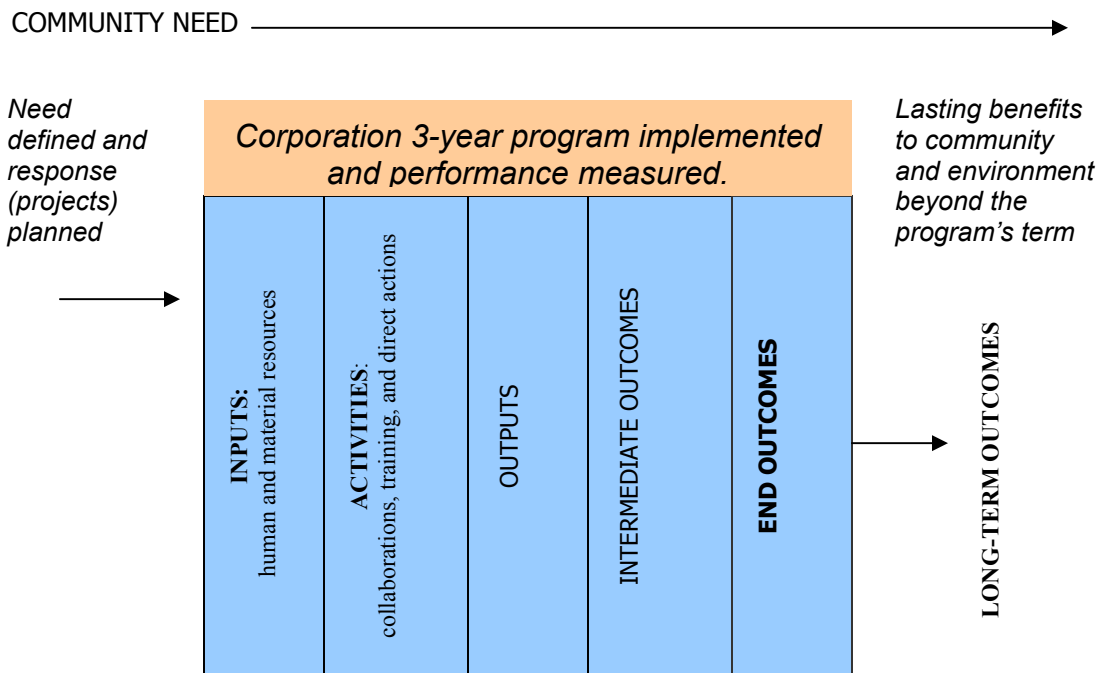 COMMUNITY NEED
Need
defined and
response
(projects)
planned
Corporation 3-year program implemented
and performance measured.
Lasting benefits
to community
and environment
beyond the
program’s term
INPUTS:
human and material resources
ACTIVITIES:
collaborations, training, and direct actions
OUTPUTS
INTERMEDIATE OUTCOMES
END OUTCOMES
LONG-TERM OUTCOMES